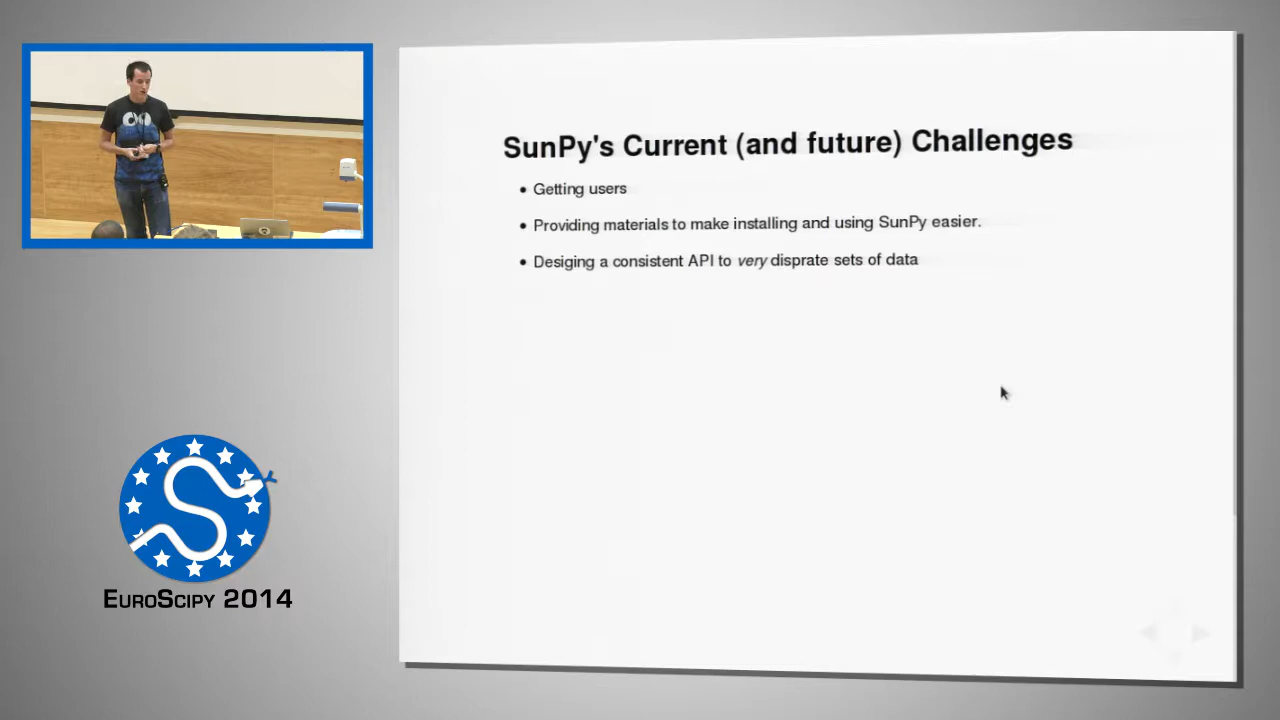 SunPy's Current (and future) Challenges
• Getting users
• Providing materials to make installing and using SunPy easier.
• Desiging a consistent API to very disprate sets of data
EuroScipy 2014